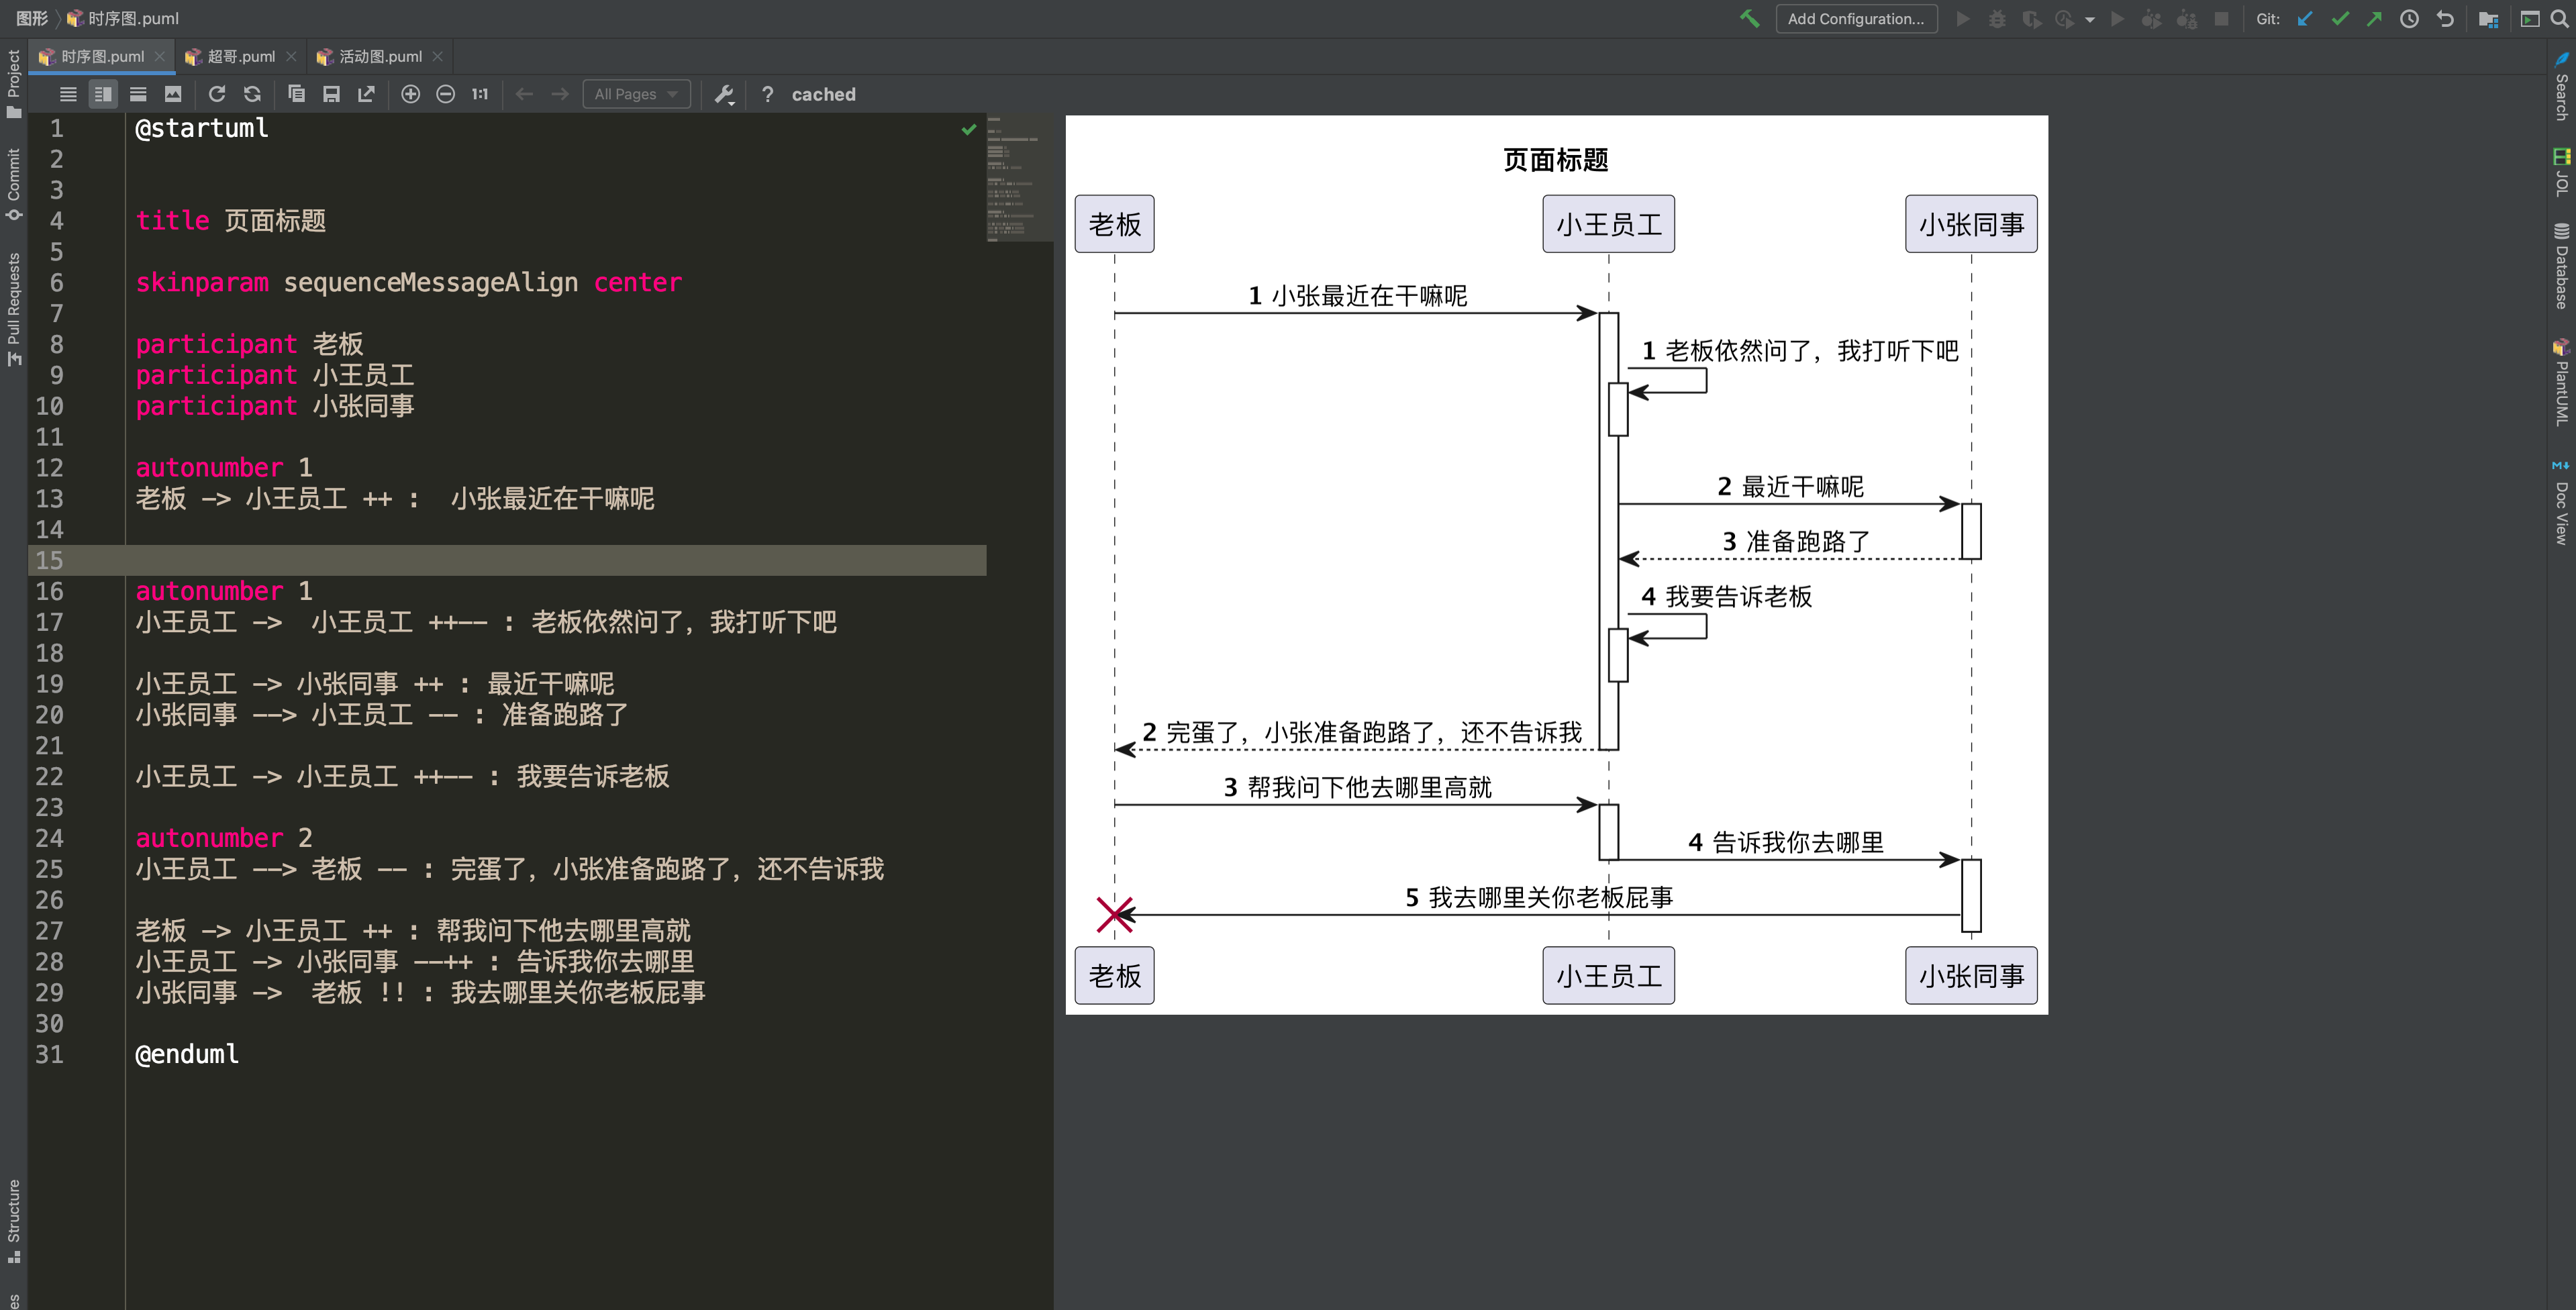 图形 〉 时序图.puml
Add Configuration...
Git:
时序图.puml
超哥.puml
活动图.puml
1:1
All Pages
?
cached
Project
Commit
Pull Requests
Structure
es
1 @startuml
2
3
4 title 页面标题
5
6 skinparam sequenceMessageAlign center
7
8 participant 老板
9 participant 小王员工
10 participant 小张同事
11
12 autonumber 1
13 老板 -> 小王员工 ++ :  小张最近在干嘛呢
14
15
16 autonumber 1
17 小王员工 ->  小王员工 ++-- : 老板依然问了，我打听下吧
18
19 小王员工 -> 小张同事 ++ : 最近干嘛呢
20 小张同事 --> 小王员工 -- : 准备跑路了
21
22 小王员工 -> 小王员工 ++-- : 我要告诉老板
23
24 autonumber 2
25 小王员工 --> 老板 -- : 完蛋了，小张准备跑路了，还不告诉我
26
27 老板 -> 小王员工 ++ : 帮我问下他去哪里高就
28 小王员工 -> 小张同事 --++ : 告诉我你去哪里
29 小张同事 ->  老板 !! : 我去哪里关你老板屁事
30
31 @enduml
页面标题
老板
小王员工
小张同事
1 小张最近在干嘛呢
1 老板依然问了，我打听下吧
2 最近干嘛呢
3 准备跑路了
4 我要告诉老板
2 完蛋了，小张准备跑路了，还不告诉我
3 帮我问下他去哪里高就
4 告诉我你去哪里
5 我去哪里关你老板屁事
老板
小王员工
小张同事
Search
JOL
Database
PlantUML
M↓
Doc View